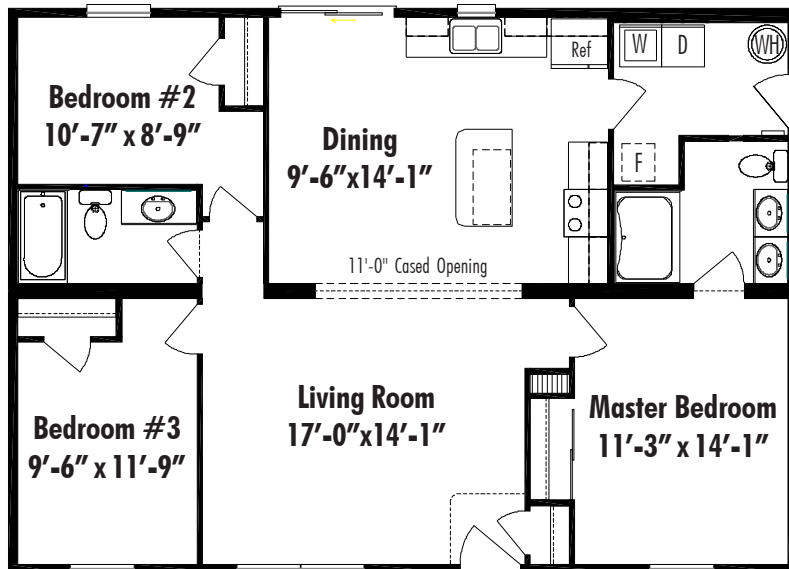 Bedroom #2
10'-7" x 8'-9"
Dining
9'-6"x14'-1"
Ref
W
D
WH
F
11'-0" Cased Opening
Living Room
17'-0"x14'-1"
Master Bedroom
11'-3" x 14'-1"
Bedroom #3
9'-6" x 11'-9"